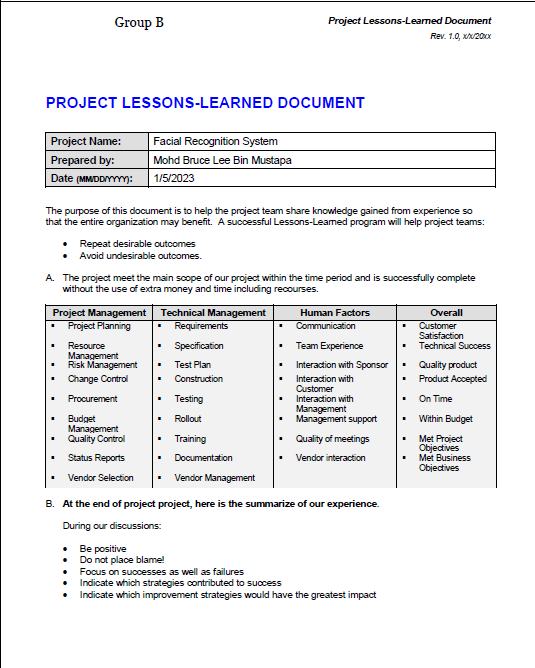 Group B
Project Lessons-Learned Document
Rev. 1.0, x/x/20xx
PROJECT LESSONS-LEARNED DOCUMENT
Project Name: Facial Recognition System
Prepared by: Mohd Bruce Lee Bin Mustapa
Date (MM/DD/YYYY): 1/5/2023
The purpose of this document is to help the project team share knowledge gained from experience so
that the entire organization may benefit. A successful Lessons-Learned program will help project teams:
• Repeat desirable outcomes
• Avoid undesirable outcomes.
A. The project meet the main scope of our project within the time period and is successfully complete
without the use of extra money and time including recourses.
Project Management Technical Management Human Factors Overall
▪ Project Planning ▪ Requirements ▪ Communication ▪ Customer
Satisfaction
▪ Resource ▪ Specification ▪ Team Experience ▪ Technical Success
Management
▪ Risk Management ▪ Test Plan ▪ Interaction with Sponsor ▪ Quality product
▪ Change Control ▪ Construction ▪ Interaction with ▪ Product Accepted
Customer
▪ Procurement ▪ Testing ▪ Interaction with ▪ On Time
Management
▪ Budget ▪ Rollout ▪ Management support ▪ Within Budget
Management
▪ Quality Control ▪ Training ▪ Quality of meetings ▪ Met Project
Objectives
▪ Status Reports ▪ Documentation ▪ Vendor interaction ▪ Met Business
Objectives
▪ Vendor Selection ▪ Vendor Management
B. At the end of project project, here is the summarize of our experience.
During our discussions:
• Be positive
• Do not place blame!
• Focus on successes as well as failures
• Indicate which strategies contributed to success
• Indicate which improvement strategies would have the greatest impact